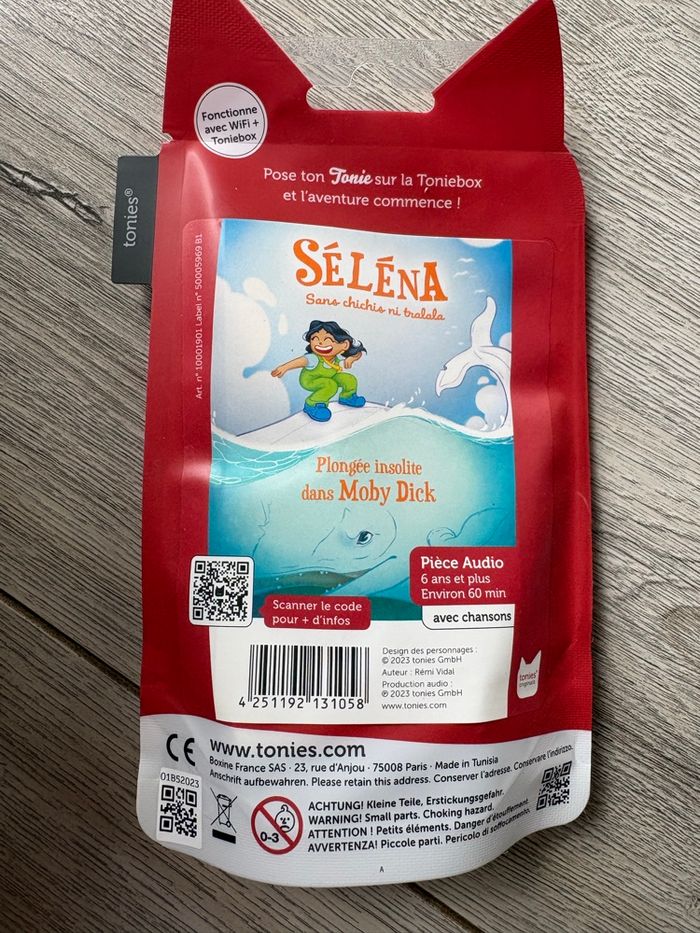 Fonctionne
avec WiFi +
Toniebox
tonies®
Pose ton Tonie sur la Toniebox
et l'aventure commence !
Art. n° 10001901 Label n° 50005969 B1
SÉLÉNA
Sans chichis ni tralala
Plongée insolite
dans Moby Dick
Pièce Audio
6 ans et plus
Environ 60 min
avec chansons
Scanner le code
pour + d'infos
Design des personnages :
© 2023 tonies GmbH
Auteur : Rémi Vidal
Production audio :
℗ 2023 tonies GmbH
www.tonies.com
4 251192 131058
tonies®
originals
CE www.tonies.com
Boxine France SAS · 23, rue d'Anjou · 75008 Paris · Made in Tunisia
Anschrift aufbewahren. Please retain this address. Conserver l'adresse. Conservare l'indirizzo.
01B52023
0-3
ACHTUNG! Kleine Teile, Erstickungsgefahr.
WARNING! Small parts. Choking hazard.
ATTENTION ! Petits éléments. Danger d'étouffement.
AVVERTENZA! Piccole parti. Pericolo di soffocamento.
A